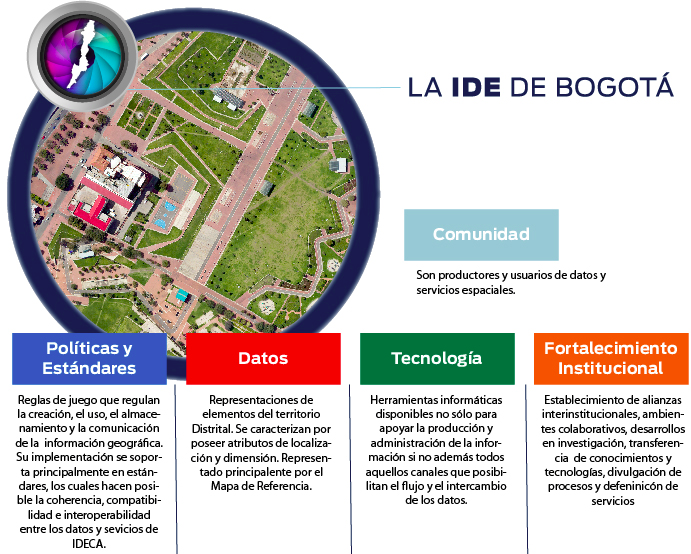 LA IDE DE BOGOTÁ
Comunidad
Son productores y usuarios de datos y
servicios espaciales.
Políticas y
Estándares
Reglas de juego que regulan
la creación, el uso, el almace-
namiento y la comunicación
de la información geográfica.
Su implementación se sopor-
ta principalmente en están-
dares, los cuales hacen posi-
ble la coherencia, compatibi-
lidad e interoperabilidad
entre los datos y sevicios de
IDECA.
Datos
Representaciones de
elementos del territorio
Distrital. Se caracterizan por
poseer atributos de localiza-
ción y dimensión. Represen-
tado principalente por el
Mapa de Referencia.
Tecnología
Herramientas informáticas
disponibles no sólo para
apoyar la producción y
administración de la infor-
mación si no además todos
aquellos canales que posibi-
litan el flujo y el intercambio
de los datos.
Fortalecimiento
Institucional
Establecimiento de alianzas
interinstitucionales, ambien-
tes colaborativos, desarrollos
en investigación, transferen-
cia de conocimientos y
tecnologías, divulgación de
procesos y defeninicón de
servicios